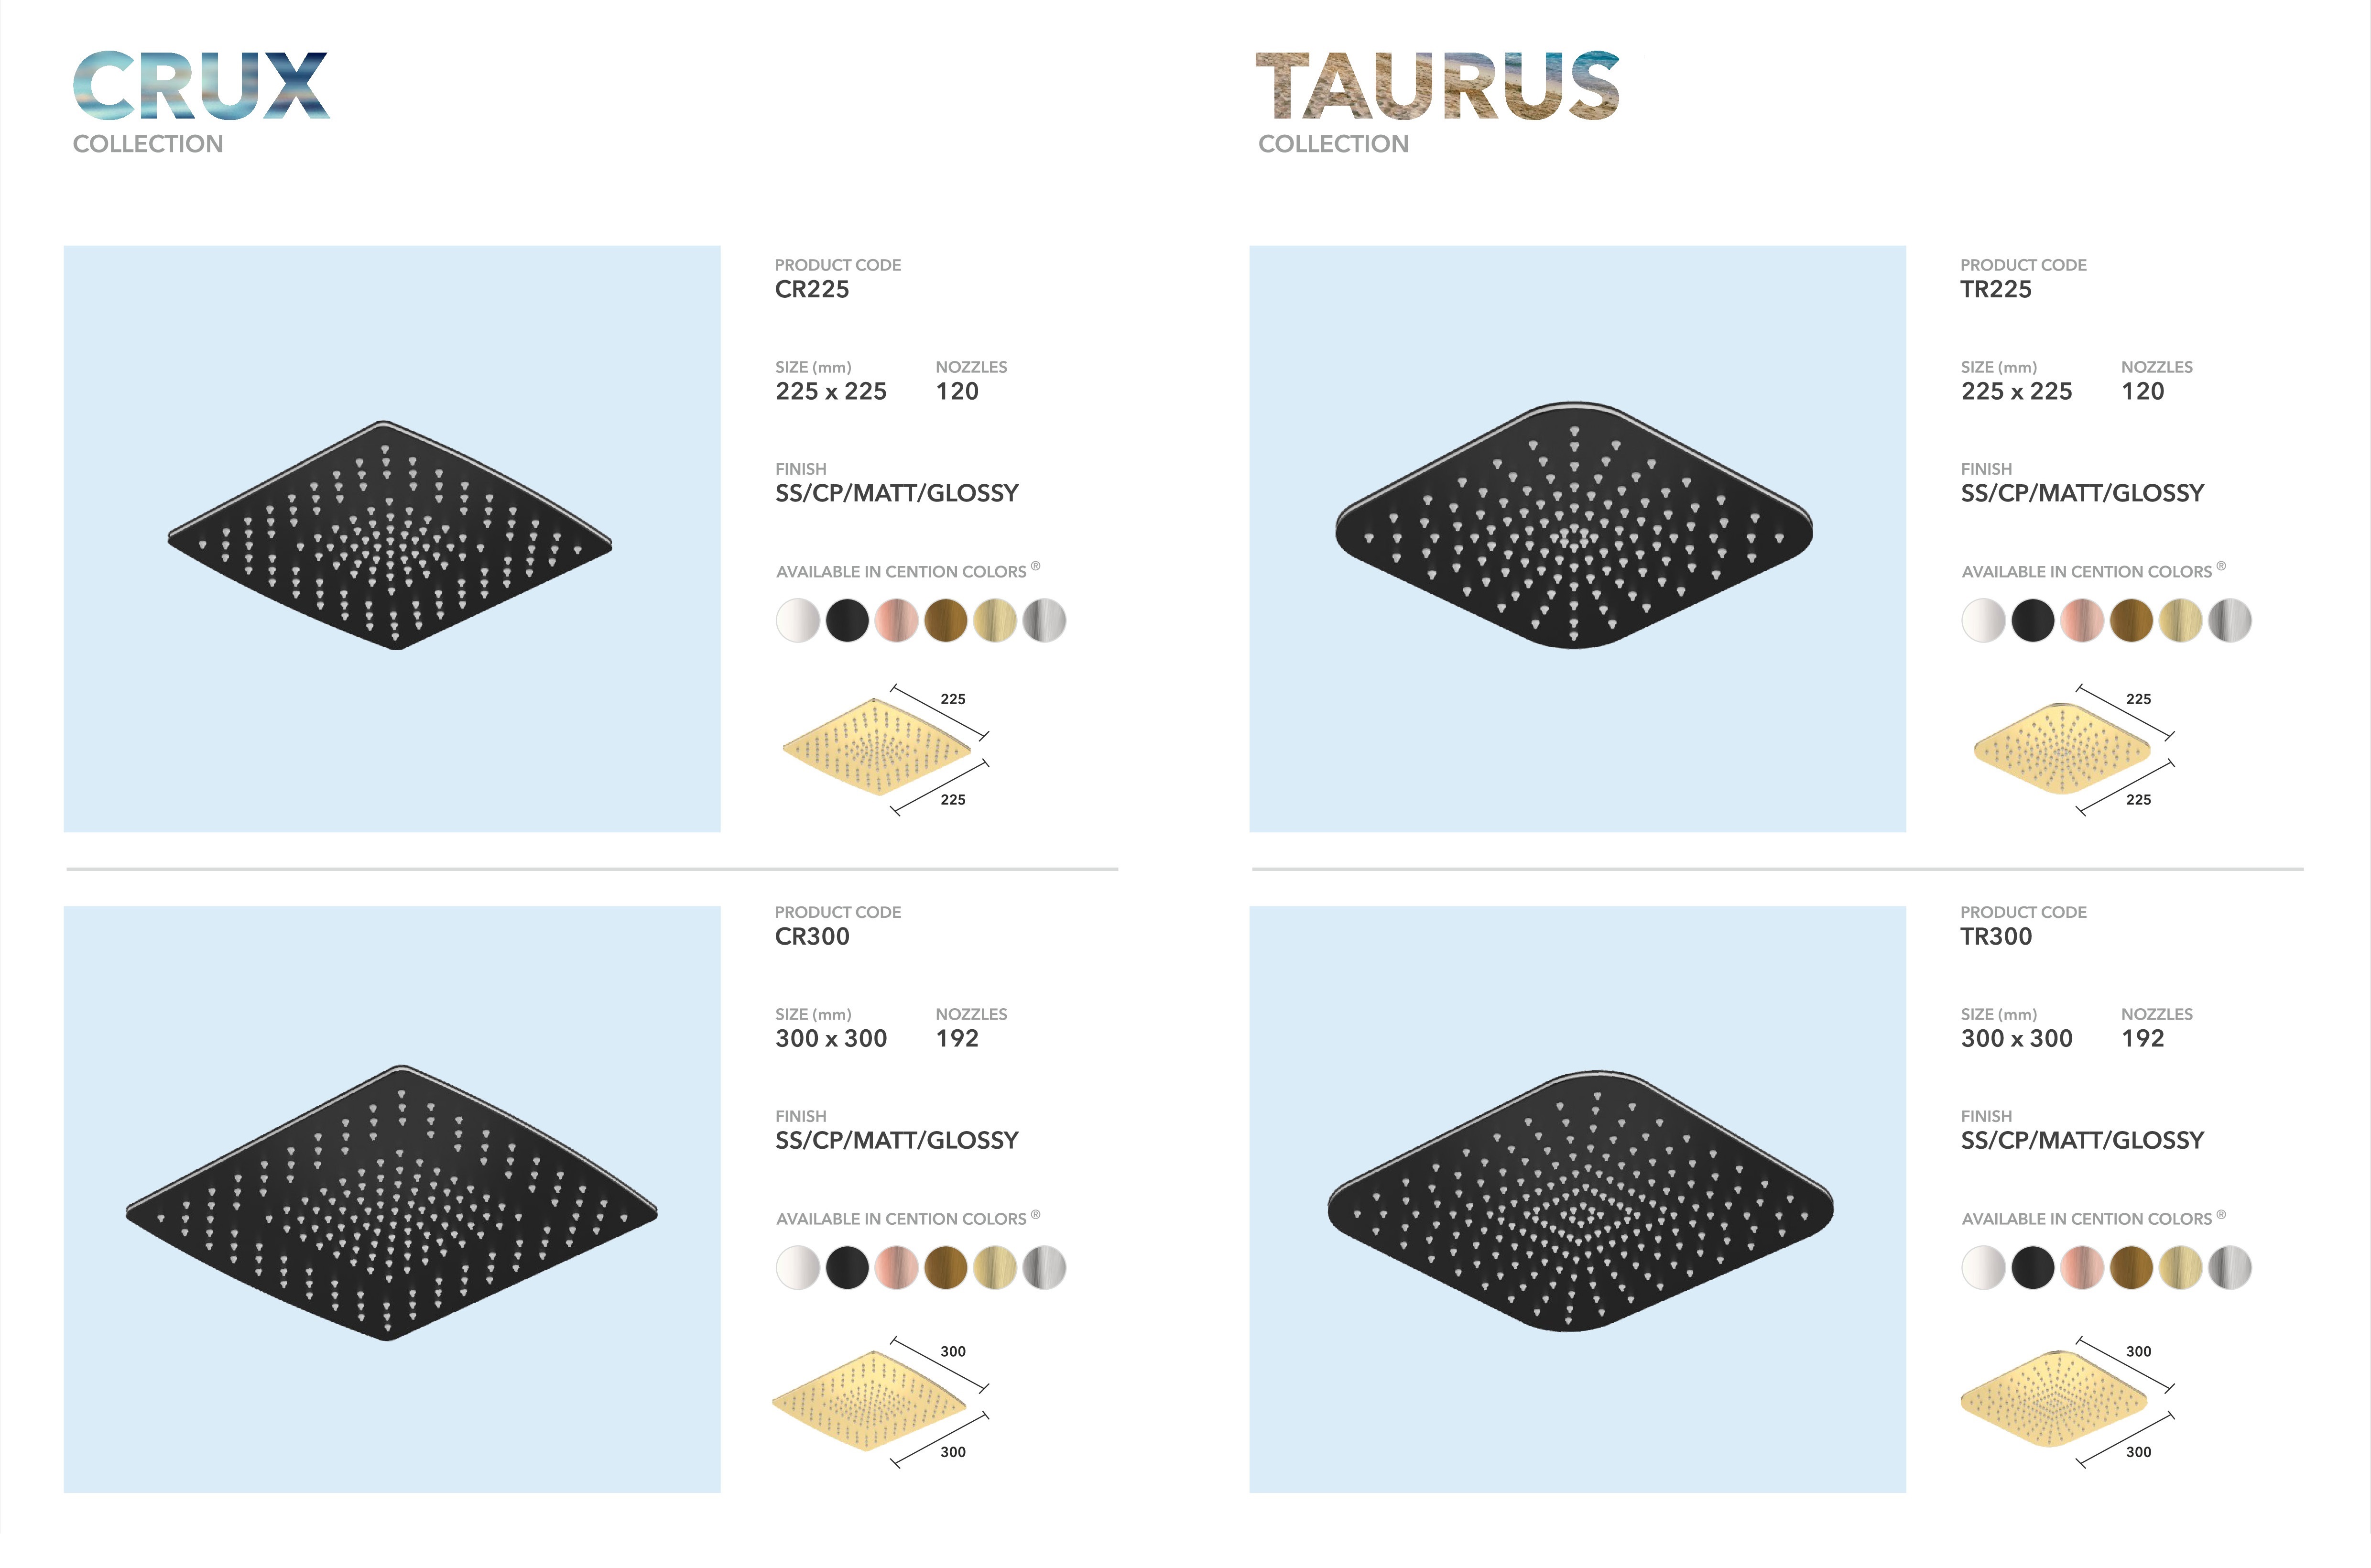 CRUX
COLLECTION
PRODUCT CODE
CR225
SIZE (mm) NOZZLES
225 x 225 120
FINISH
SS/CP/MATT/GLOSSY
AVAILABLE IN CENTION COLORS ®
225
225
PRODUCT CODE
CR300
SIZE (mm) NOZZLES
300 x 300 192
FINISH
SS/CP/MATT/GLOSSY
AVAILABLE IN CENTION COLORS ®
300
300
TAURUS
COLLECTION
PRODUCT CODE
TR225
SIZE (mm) NOZZLES
225 x 225 120
FINISH
SS/CP/MATT/GLOSSY
AVAILABLE IN CENTION COLORS ®
225
225
PRODUCT CODE
TR300
SIZE (mm) NOZZLES
300 x 300 192
FINISH
SS/CP/MATT/GLOSSY
AVAILABLE IN CENTION COLORS ®
300
300